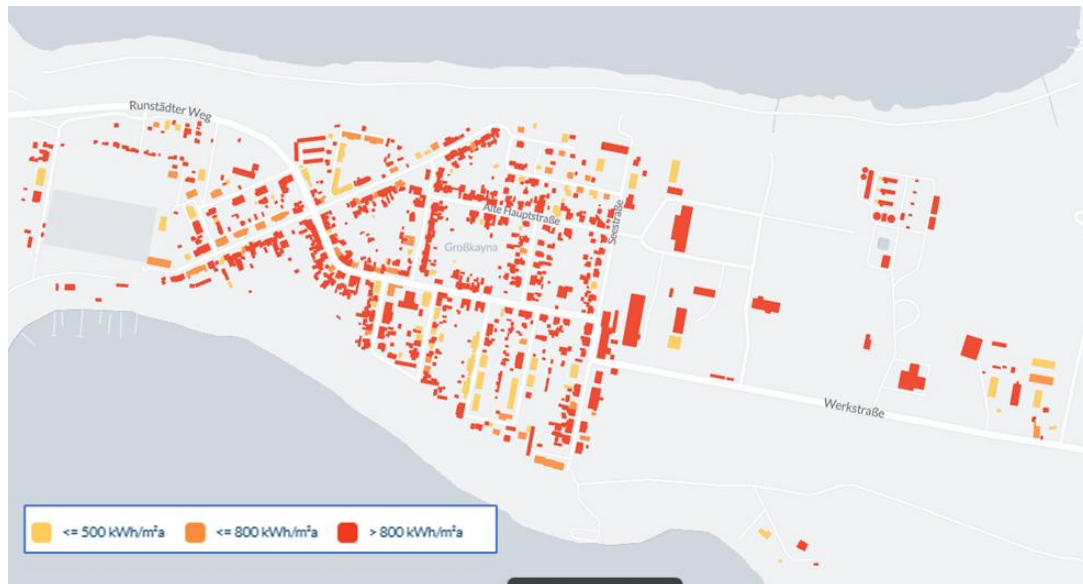 Runstädter Weg
Alte Hauptstraße
Seestraße
Großkayna
Werkstraße
<= 500 kWh/m²a
<= 800 kWh/m²a
> 800 kWh/m²a